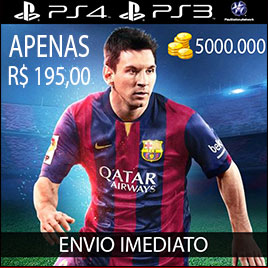 PS4 PS3
APENAS
R$ 195,00
5000.000
QATAR
AIRWAYS
ENVIO IMEDIATO